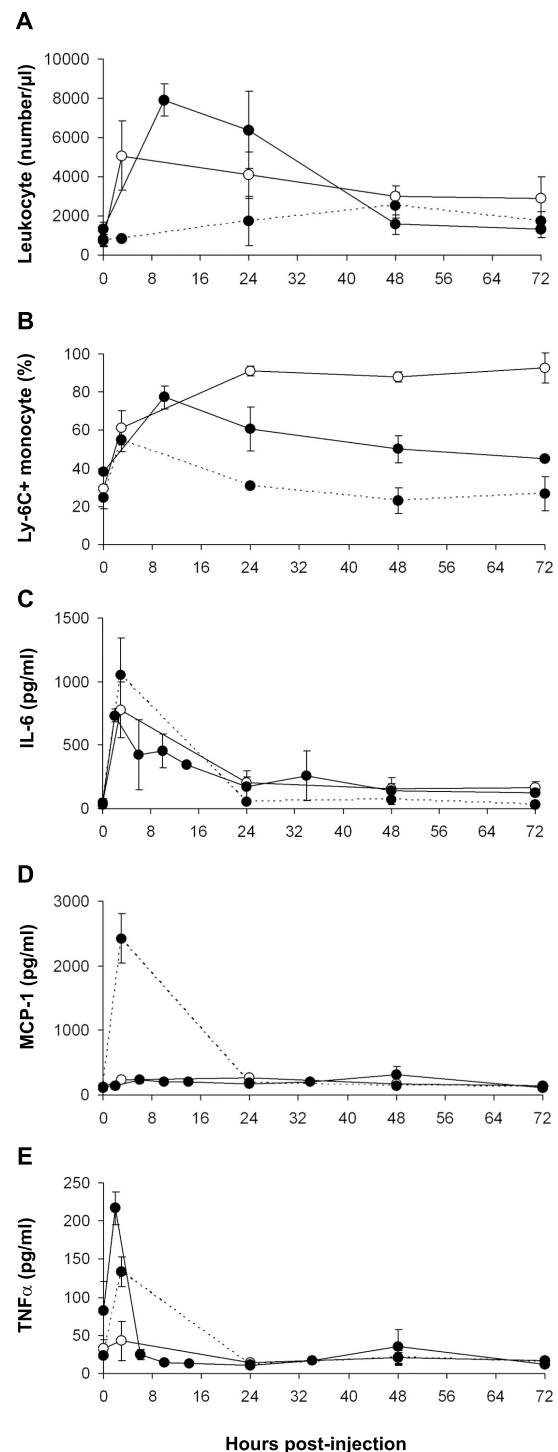 A
Leukocyte (number/µl)
10000
8000
6000
4000
2000
0
0 8 16 24 32 40 48 56 64 72
B
Ly-6C+ monocyte (%)
100
80
60
40
20
0
0 8 16 24 32 40 48 56 64 72
C
IL-6 (pg/ml)
1500
1000
500
0
0 8 16 24 32 40 48 56 64 72
D
MCP-1 (pg/ml)
3000
2000
1000
0
0 8 16 24 32 40 48 56 64 72
E
TNFα (pg/ml)
250
200
150
100
50
0
0 8 16 24 32 40 48 56 64 72
Hours post-injection